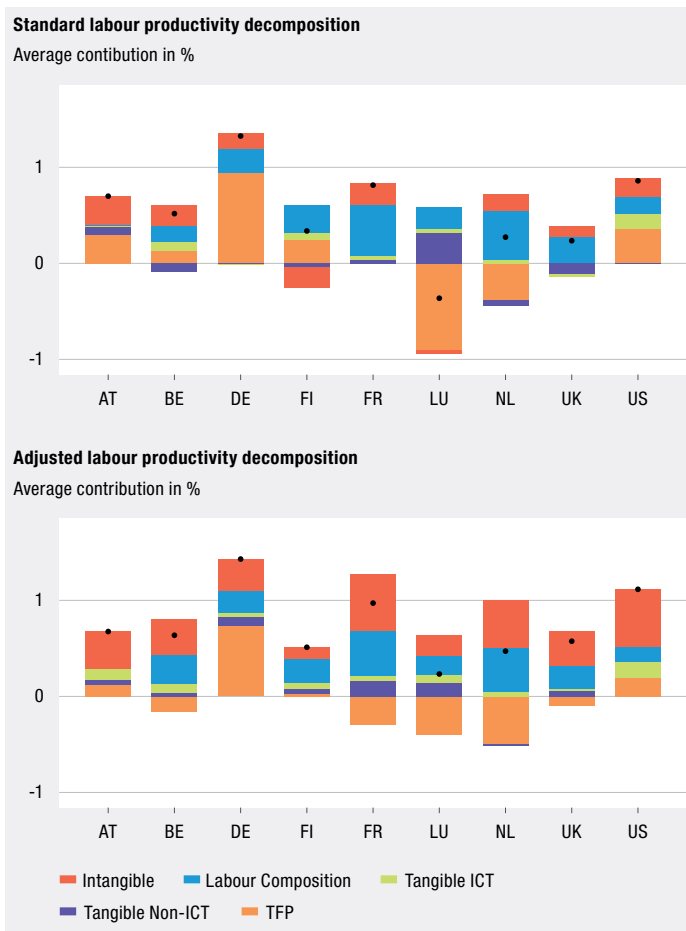 Standard labour productivity decomposition
Average contibution in %
1
0
-1
AT BE DE FI FR LU NL UK US
Adjusted labour productivity decomposition
Average contribution in %
1
0
-1
AT BE DE FI FR LU NL UK US
Intangible Labour Composition Tangible ICT
Tangible Non-ICT TFP